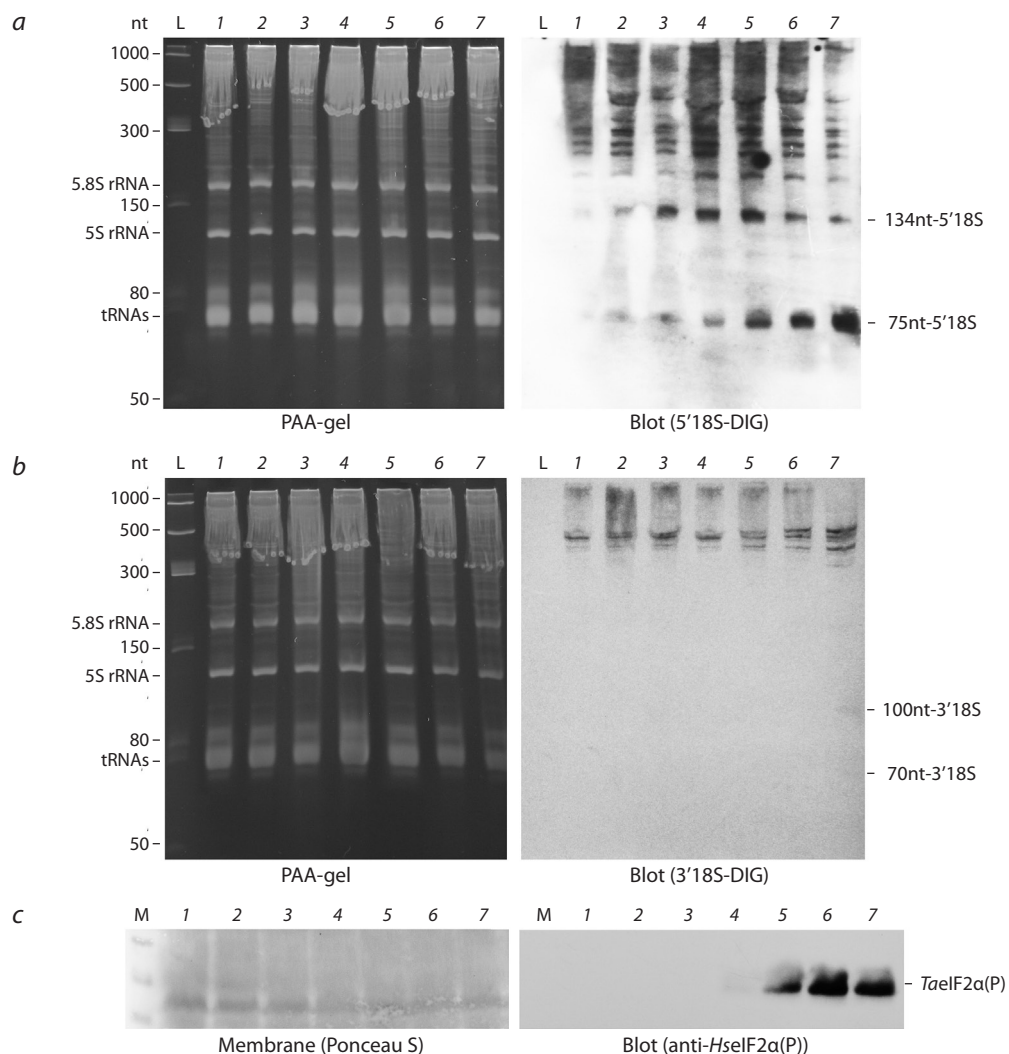 a
nt L 1 2 3 4 5 6 7 L 1 2 3 4 5 6 7
1000
500
300
5.8S rRNA
150
5S rRNA
134nt-5'18S
80
tRNAs
75nt-5'18S
50
PAA-gel Blot (5'18S-DIG)
b
nt L 1 2 3 4 5 6 7 L 1 2 3 4 5 6 7
1000
500
300
5.8S rRNA
150
5S rRNA
100nt-3'18S
80
tRNAs
70nt-3'18S
50
PAA-gel Blot (3'18S-DIG)
c
M 1 2 3 4 5 6 7 M 1 2 3 4 5 6 7
TaeIF2α(P)
Membrane (Ponceau S) Blot (anti-HseIF2α(P))